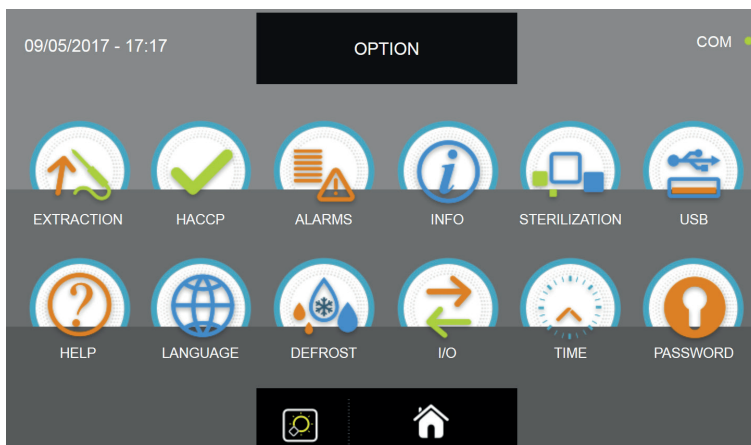 09/05/2017 - 17:17
OPTION
COM
EXTRACTION
HACCP
ALARMS
INFO
STERILIZATION
USB
HELP
LANGUAGE
DEFROST
I/O
TIME
PASSWORD